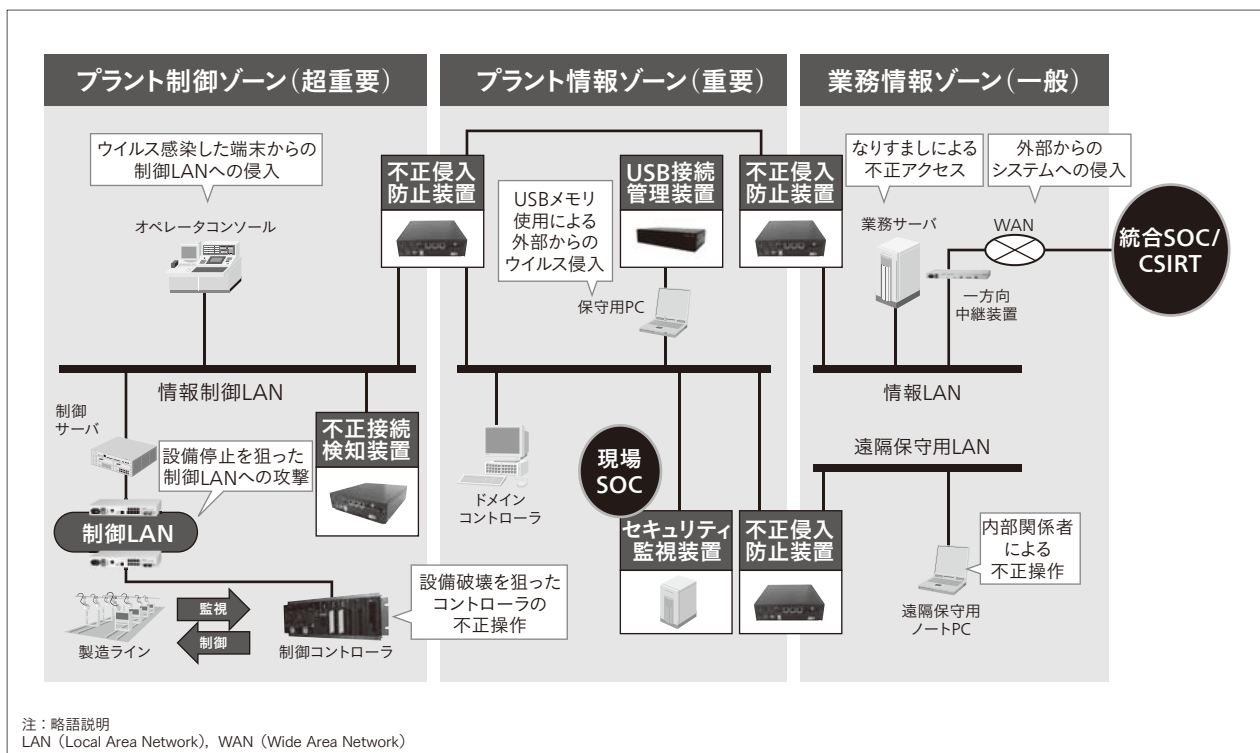 プラント制御ゾーン（超重要）
プラント情報ゾーン（重要）
業務情報ゾーン（一般）
ウイルス感染した端末からの
制御LANへの侵入
オペレータコンソール
不正侵入
防止装置
USBメモリ
使用による
外部からの
ウイルス侵入
USB接続
管理装置
保守用PC
不正侵入
防止装置
なりすましによる
不正アクセス
業務サーバ
外部からの
システムへの侵入
WAN
一方向
中継装置
統合SOC/
CSIRT
情報制御LAN
制御
サーバ
設備停止を狙った
制御LANへの攻撃
不正接続
検知装置
制御LAN
監視
制御
製造ライン
制御コントローラ
設備破壊を狙った
コントローラの
不正操作
ドメイン
コントローラ
現場
SOC
セキュリティ
監視装置
不正侵入
防止装置
情報LAN
遠隔保守用LAN
内部関係者
による
不正操作
遠隔保守用
ノートPC
注：略語説明
LAN（Local Area Network），WAN（Wide Area Network）